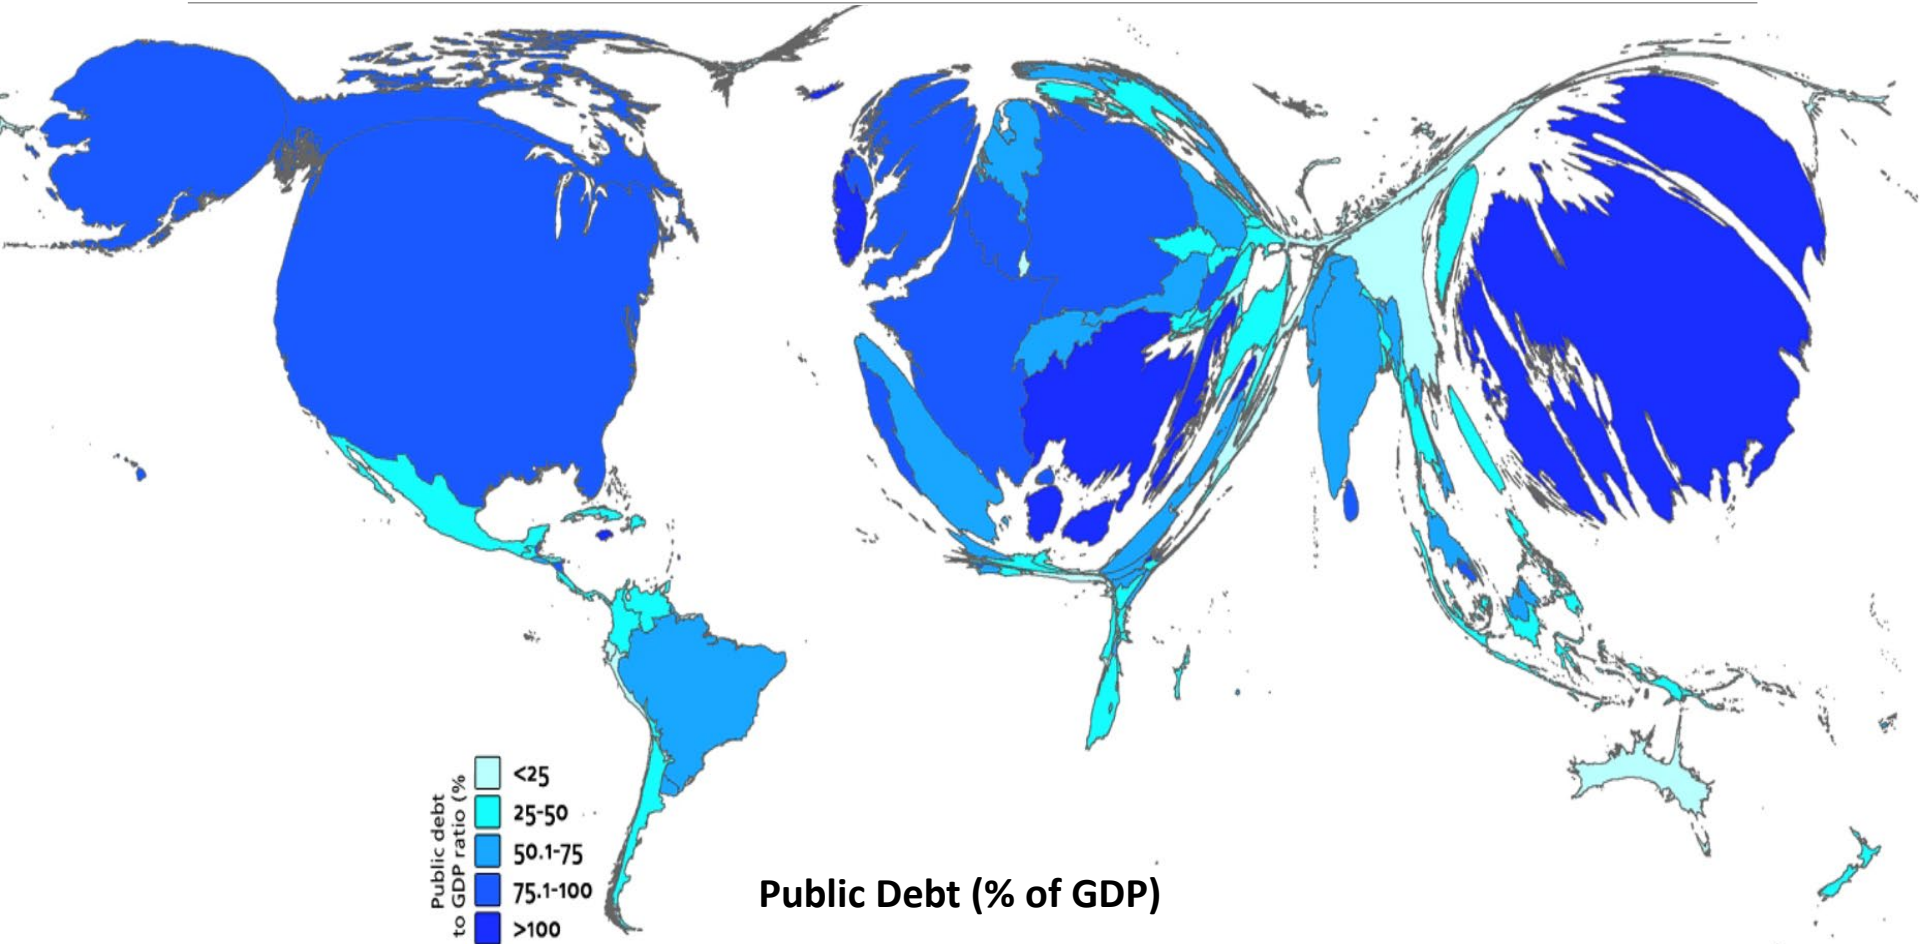 Public debt
to GDP ratio (%
<25
25-50
50.1-75
75.1-100
>100
Public Debt (% of GDP)